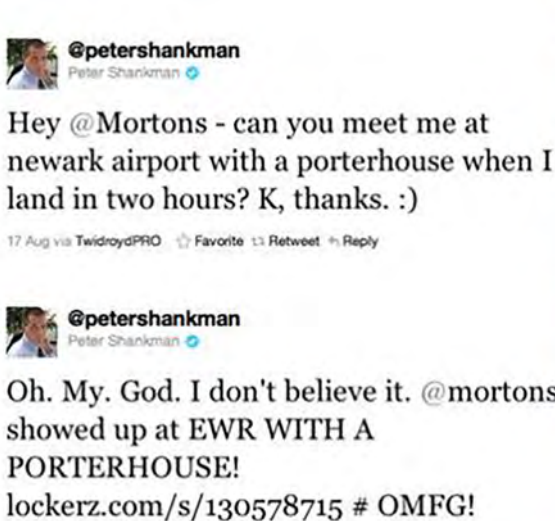 @petershankman
Peter Shankman
Hey @Mortons - can you meet me at
newark airport with a porterhouse when I
land in two hours? K, thanks. :)
17 Aug via TwidroydPRO Favorite Retweet Reply
@petershankman
Peter Shankman
Oh. My. God. I don't believe it. @mortons
showed up at EWR WITH A
PORTERHOUSE!
lockerz.com/s/130578715 # OMFG!